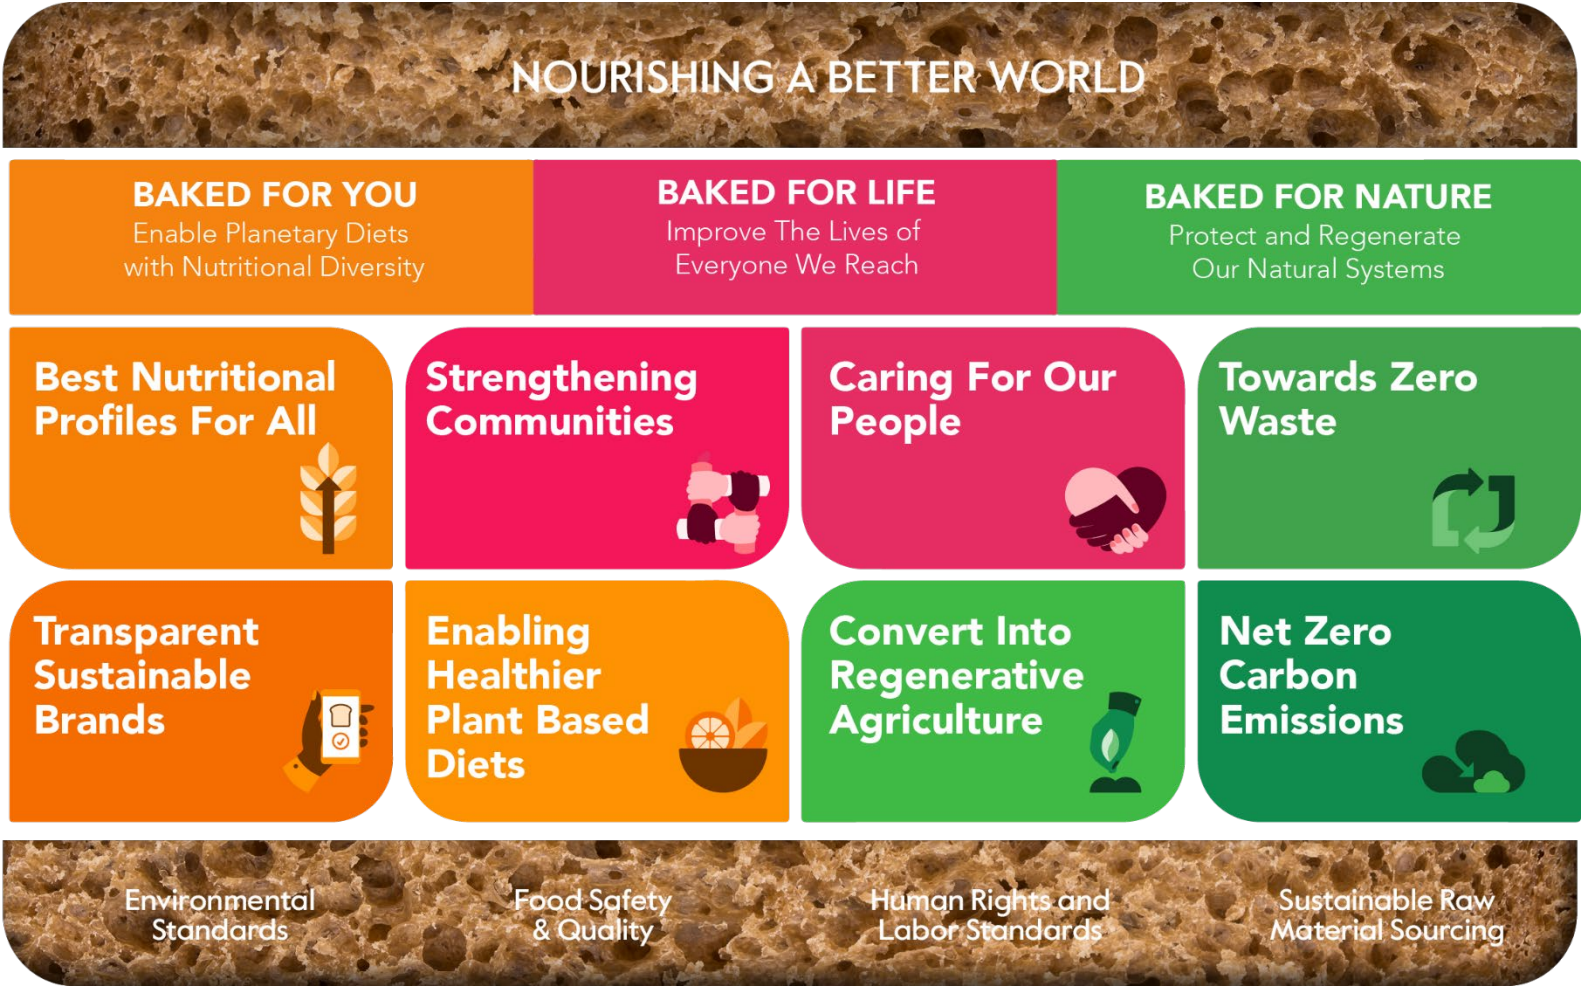 NOURISHING A BETTER WORLD
BAKED FOR YOU
Enable Planetary Diets
with Nutritional Diversity
BAKED FOR LIFE
Improve The Lives of
Everyone We Reach
BAKED FOR NATURE
Protect and Regenerate
Our Natural Systems
Best Nutritional
Profiles For All
Strengthening
Communities
Caring For Our
People
Towards Zero
Waste
Transparent
Sustainable
Brands
Enabling
Healthier
Plant Based
Diets
Convert Into
Regenerative
Agriculture
Net Zero
Carbon
Emissions
Environmental
Standards
Food Safety
& Quality
Human Rights and
Labor Standards
Sustainable Raw
Material Sourcing